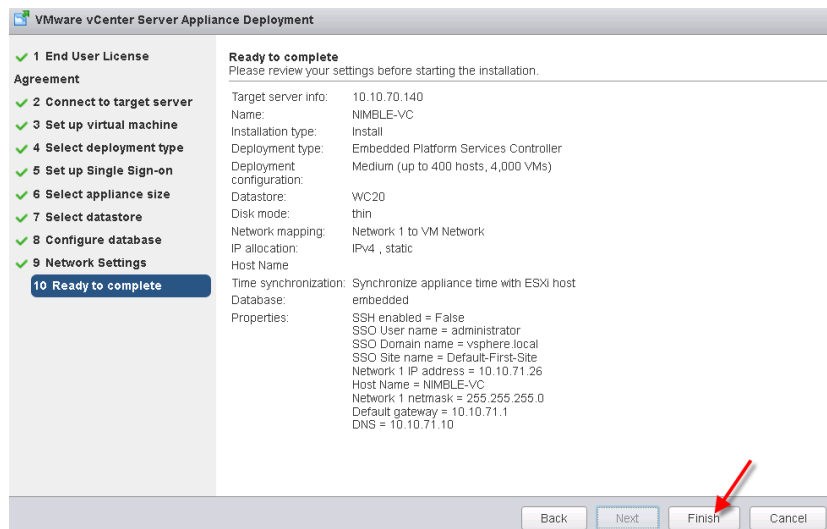 VMware vCenter Server Appliance Deployment
1 End User License
Agreement
2 Connect to target server
3 Set up virtual machine
4 Select deployment type
5 Set up Single Sign-on
6 Select appliance size
7 Select datastore
8 Configure database
9 Network Settings
10 Ready to complete
Ready to complete
Please review your settings before starting the installation.
Target server info: 10.10.70.140
Name: NIMBLE-VC
Installation type: Install
Deployment type: Embedded Platform Services Controller
Deployment configuration: Medium (up to 400 hosts, 4,000 VMs)
Datastore: WC20
Disk mode: thin
Network mapping: Network 1 to VM Network
IP allocation: IPv4 , static
Host Name
Time synchronization: Synchronize appliance time with ESXi host
Database: embedded
Properties: SSH enabled = False
SSO User name = administrator
SSO Domain name = vsphere.local
SSO Site name = Default-First-Site
Network 1 IP address = 10.10.71.26
Host Name = NIMBLE-VC
Network 1 netmask = 255.255.255.0
Default gateway = 10.10.71.1
DNS = 10.10.71.10
Back Next Finish Cancel